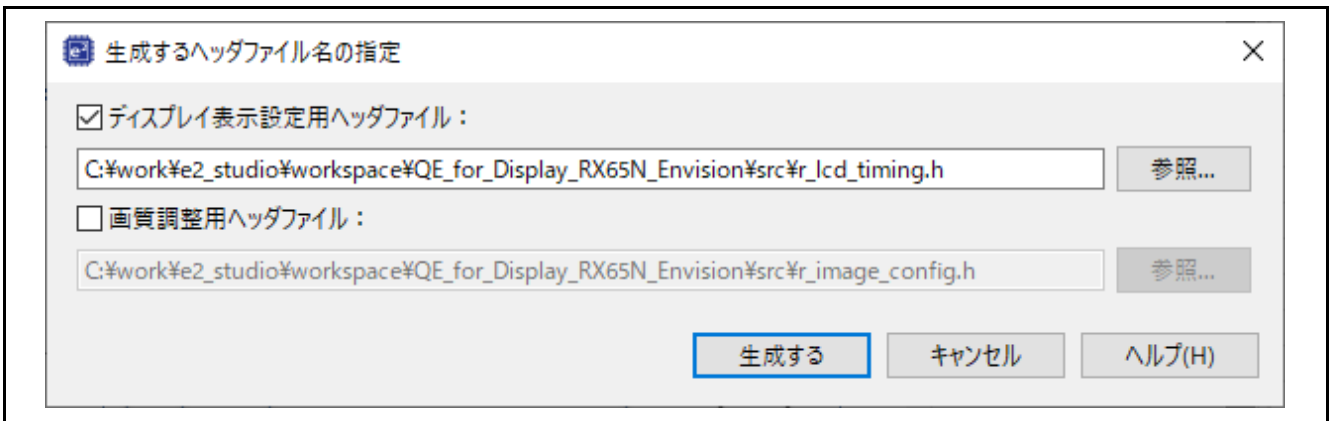 生成するヘッダファイル名の指定
ディスプレイ表示設定用ヘッダファイル：
C:¥work¥e2_studio¥workspace¥QE_for_Display_RX65N_Envision¥src¥r_lcd_timing.h 参照...
画質調整用ヘッダファイル：
C:¥work¥e2_studio¥workspace¥QE_for_Display_RX65N_Envision¥src¥r_image_config.h 参照...
生成する キャンセル ヘルプ(H)